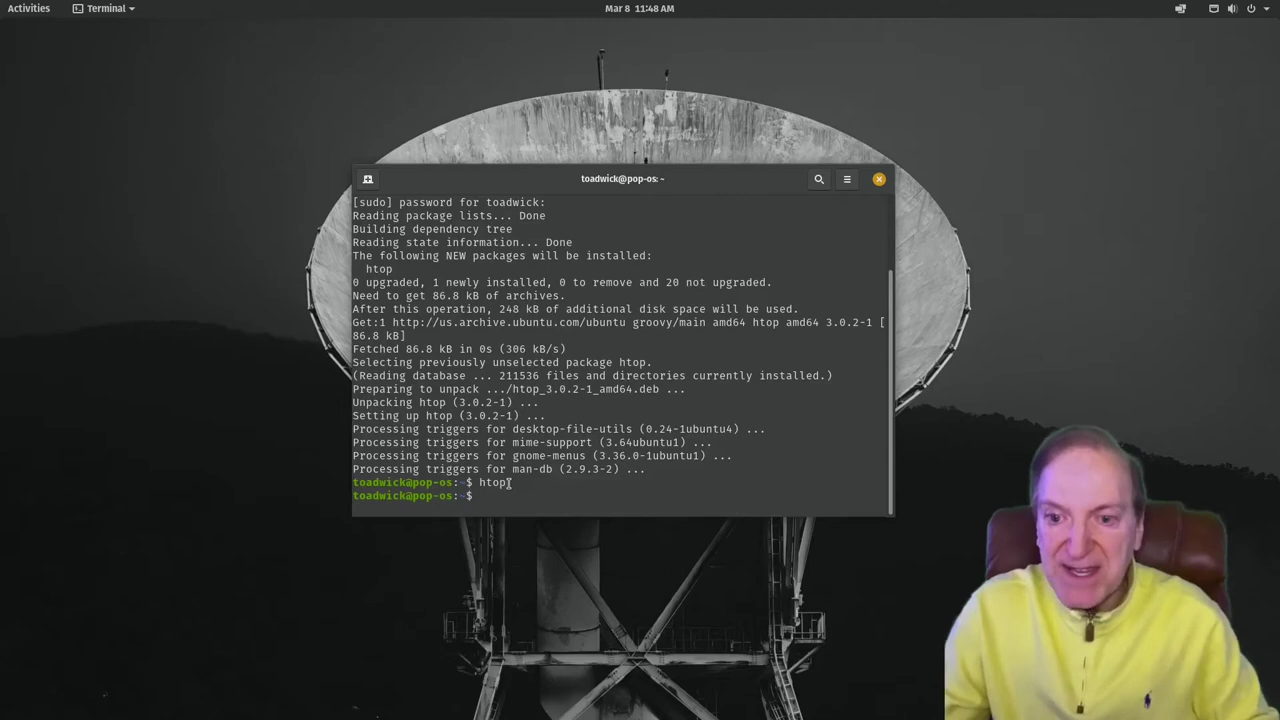 Activities
Terminal
Mar 8 11:48 AM
toadwick@pop-os: ~
[sudo] password for toadwick:
Reading package lists... Done
Building dependency tree
Reading state information... Done
The following NEW packages will be installed:
htop
0 upgraded, 1 newly installed, 0 to remove and 20 not upgraded.
Need to get 86.8 kB of archives.
After this operation, 248 kB of additional disk space will be used.
Get:1 http://us.archive.ubuntu.com/ubuntu groovy/main amd64 htop amd64 3.0.2-1 [
86.8 kB]
Fetched 86.8 kB in 0s (306 kB/s)
Selecting previously unselected package htop.
(Reading database ... 211536 files and directories currently installed.)
Preparing to unpack .../htop_3.0.2-1_amd64.deb ...
Unpacking htop (3.0.2-1) ...
Setting up htop (3.0.2-1) ...
Processing triggers for desktop-file-utils (0.24-1ubuntu4) ...
Processing triggers for mime-support (3.64ubuntu1) ...
Processing triggers for gnome-menus (3.36.0-1ubuntu1) ...
Processing triggers for man-db (2.9.3-2) ...
toadwick@pop-os:~$ htop
toadwick@pop-os:~$